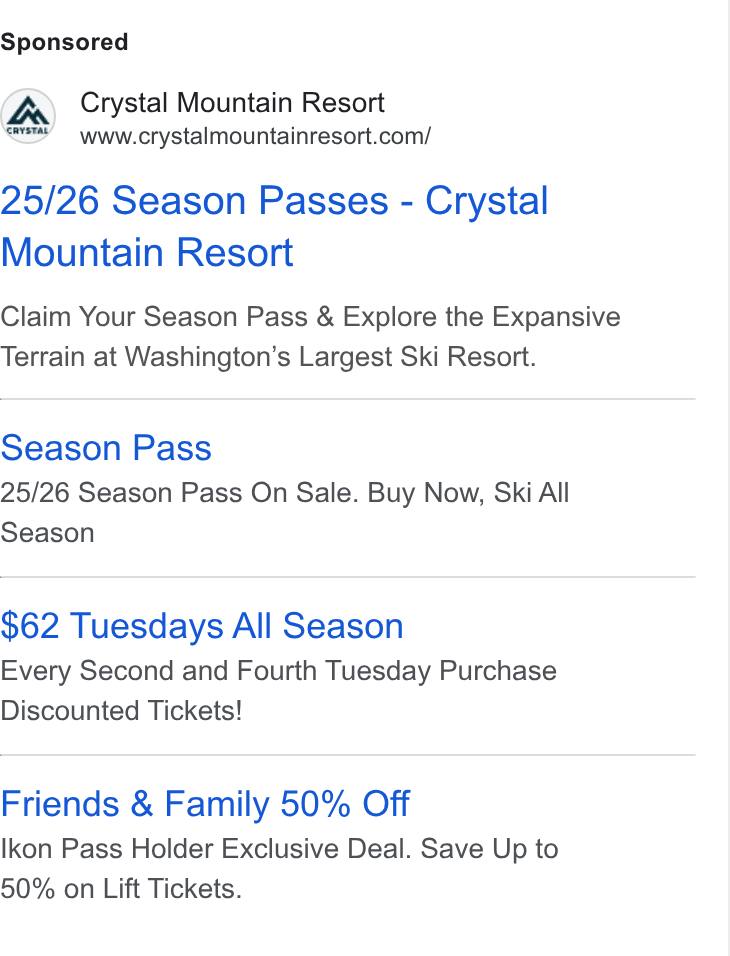 Sponsored
CRYSTAL
Crystal Mountain Resort
www.crystalmountainresort.com/
25/26 Season Passes - Crystal
Mountain Resort
Claim Your Season Pass & Explore the Expansive
Terrain at Washington’s Largest Ski Resort.
Season Pass
25/26 Season Pass On Sale. Buy Now, Ski All
Season
$62 Tuesdays All Season
Every Second and Fourth Tuesday Purchase
Discounted Tickets!
Friends & Family 50% Off
Ikon Pass Holder Exclusive Deal. Save Up to
50% on Lift Tickets.